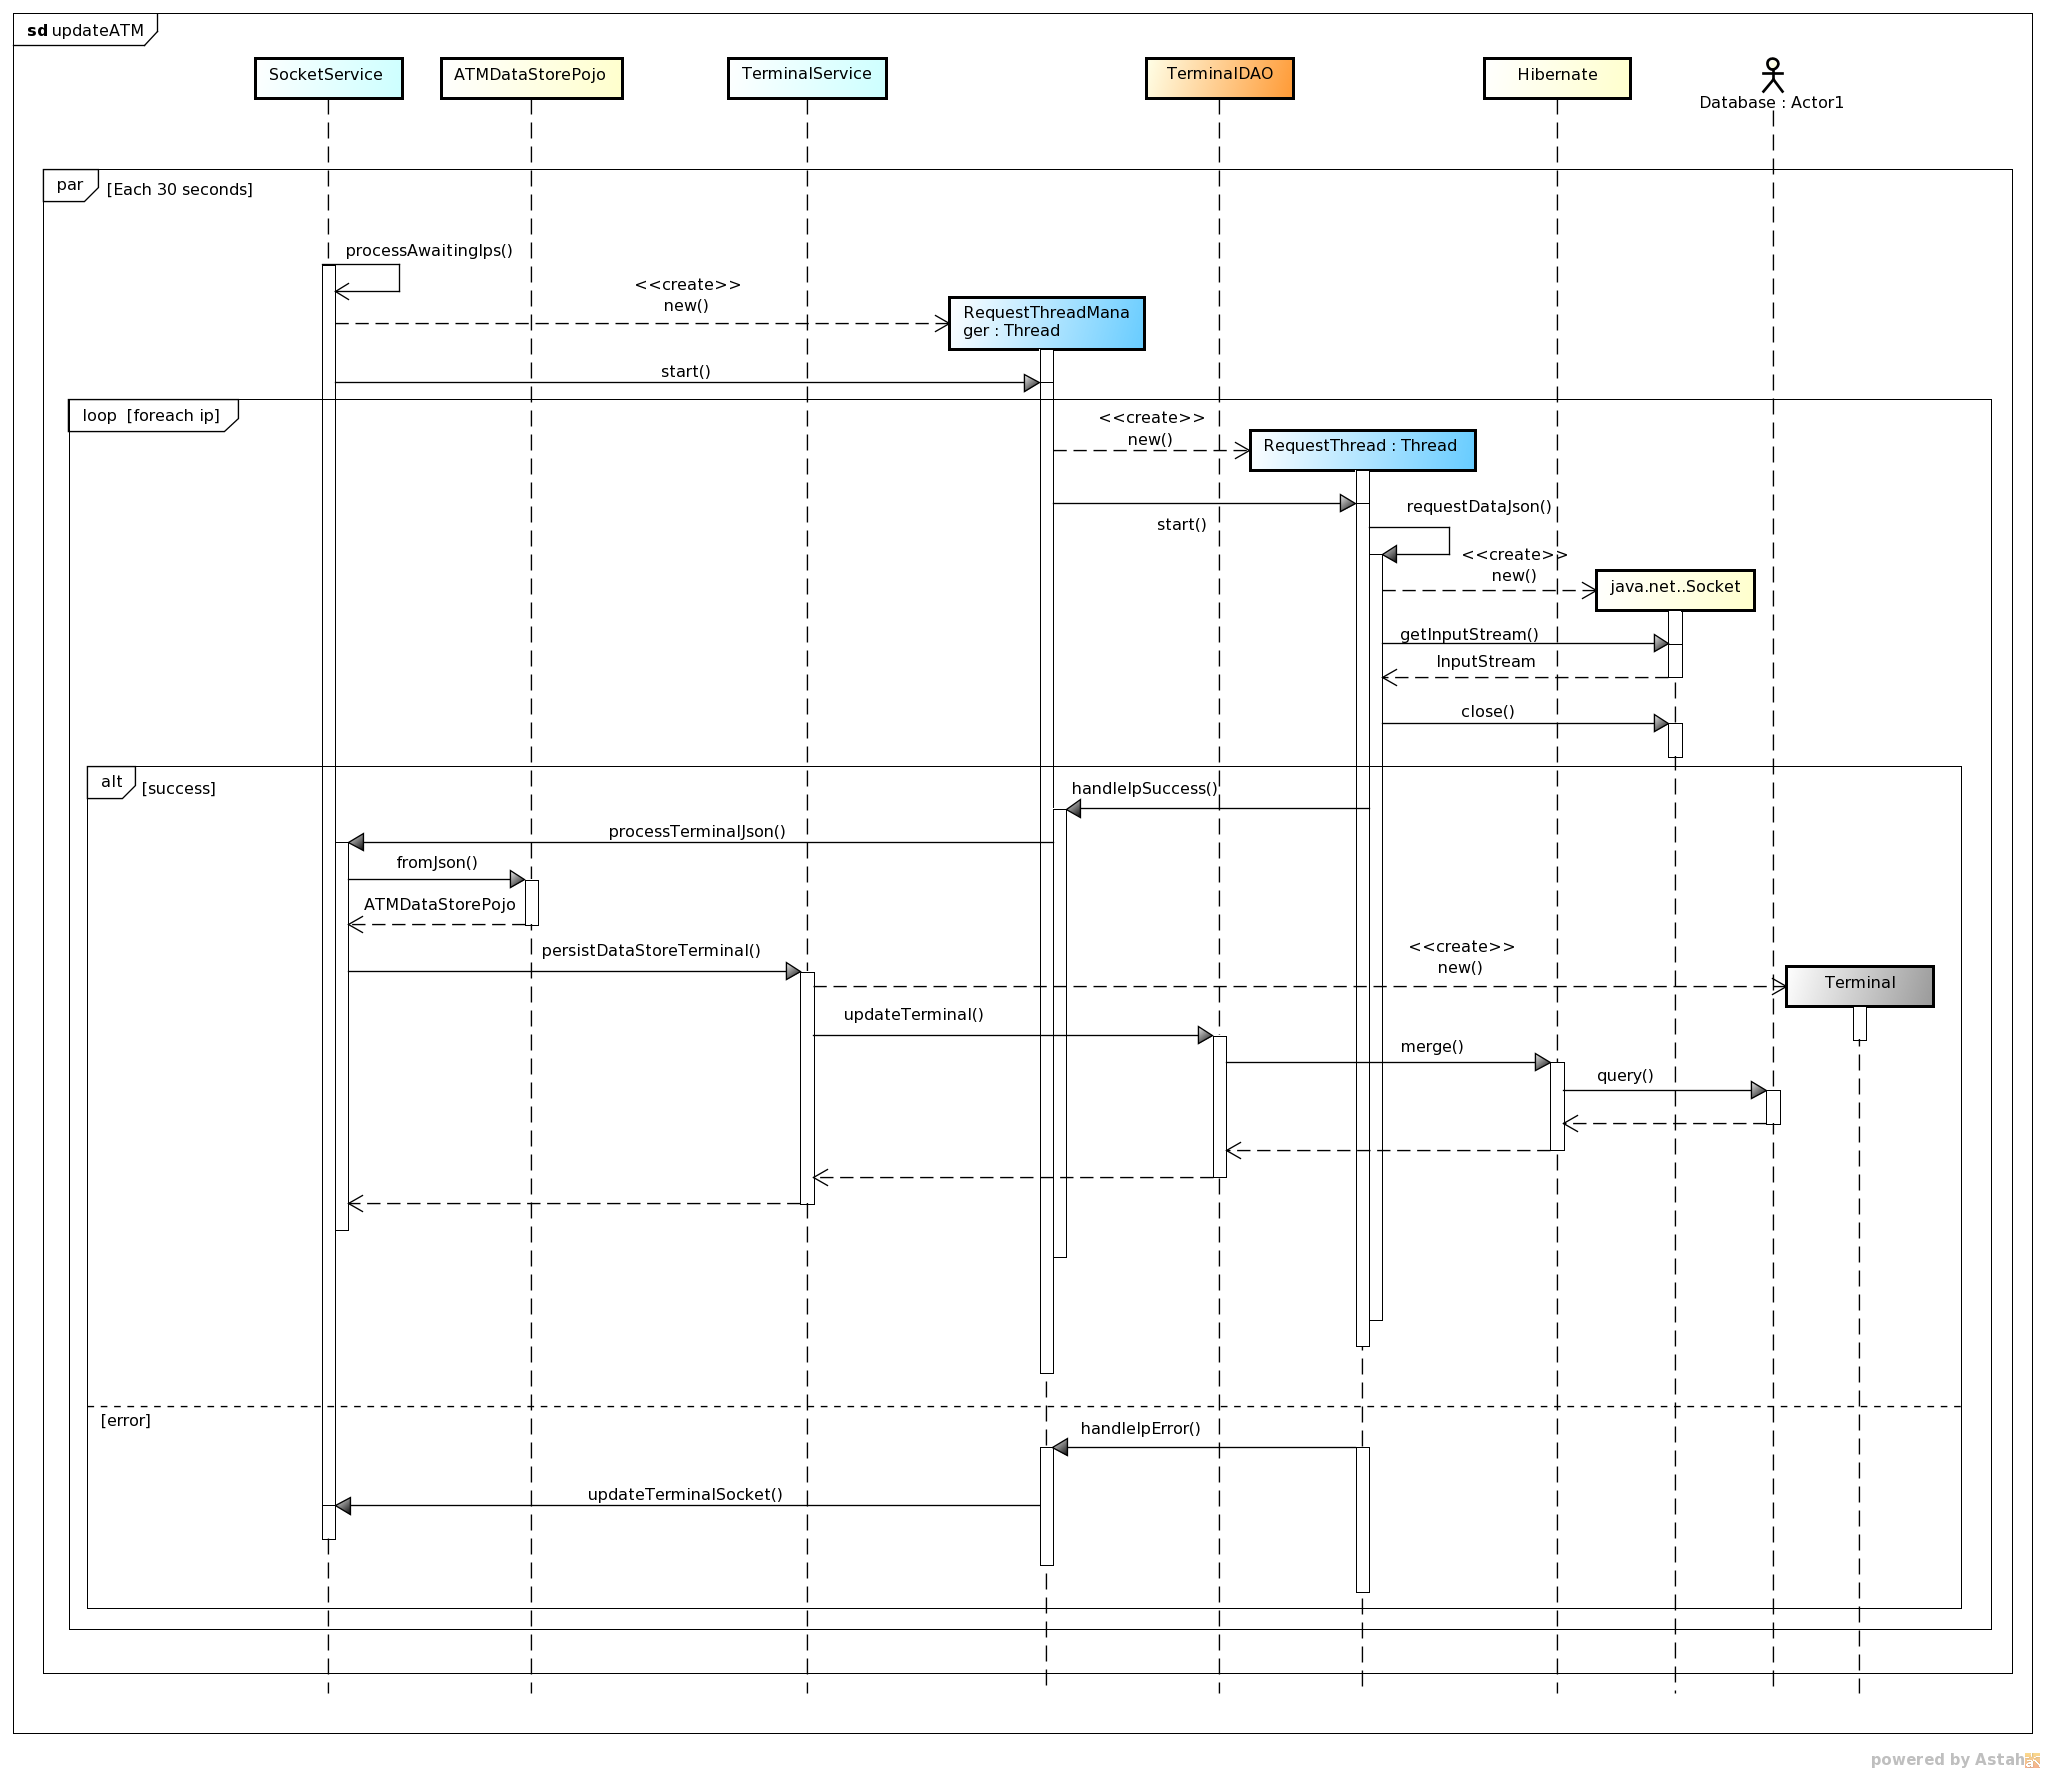 sd updateATM
SocketService
ATMDataStorePojo
TerminalService
TerminalDAO
Hibernate
Database : Actor1
par
[Each 30 seconds]
processAwaitingIps()
<<create>>
new()
RequestThreadMana
ger : Thread
start()
loop [foreach ip]
<<create>>
new()
RequestThread : Thread
start()
requestDataJson()
<<create>>
new()
java.net..Socket
getInputStream()
InputStream
close()
alt
[success]
handleIpSuccess()
processTerminalJson()
fromJson()
ATMDataStorePojo
persistDataStoreTerminal()
<<create>>
new()
Terminal
updateTerminal()
merge()
query()
[error]
handleIpError()
updateTerminalSocket()
powered by Astah